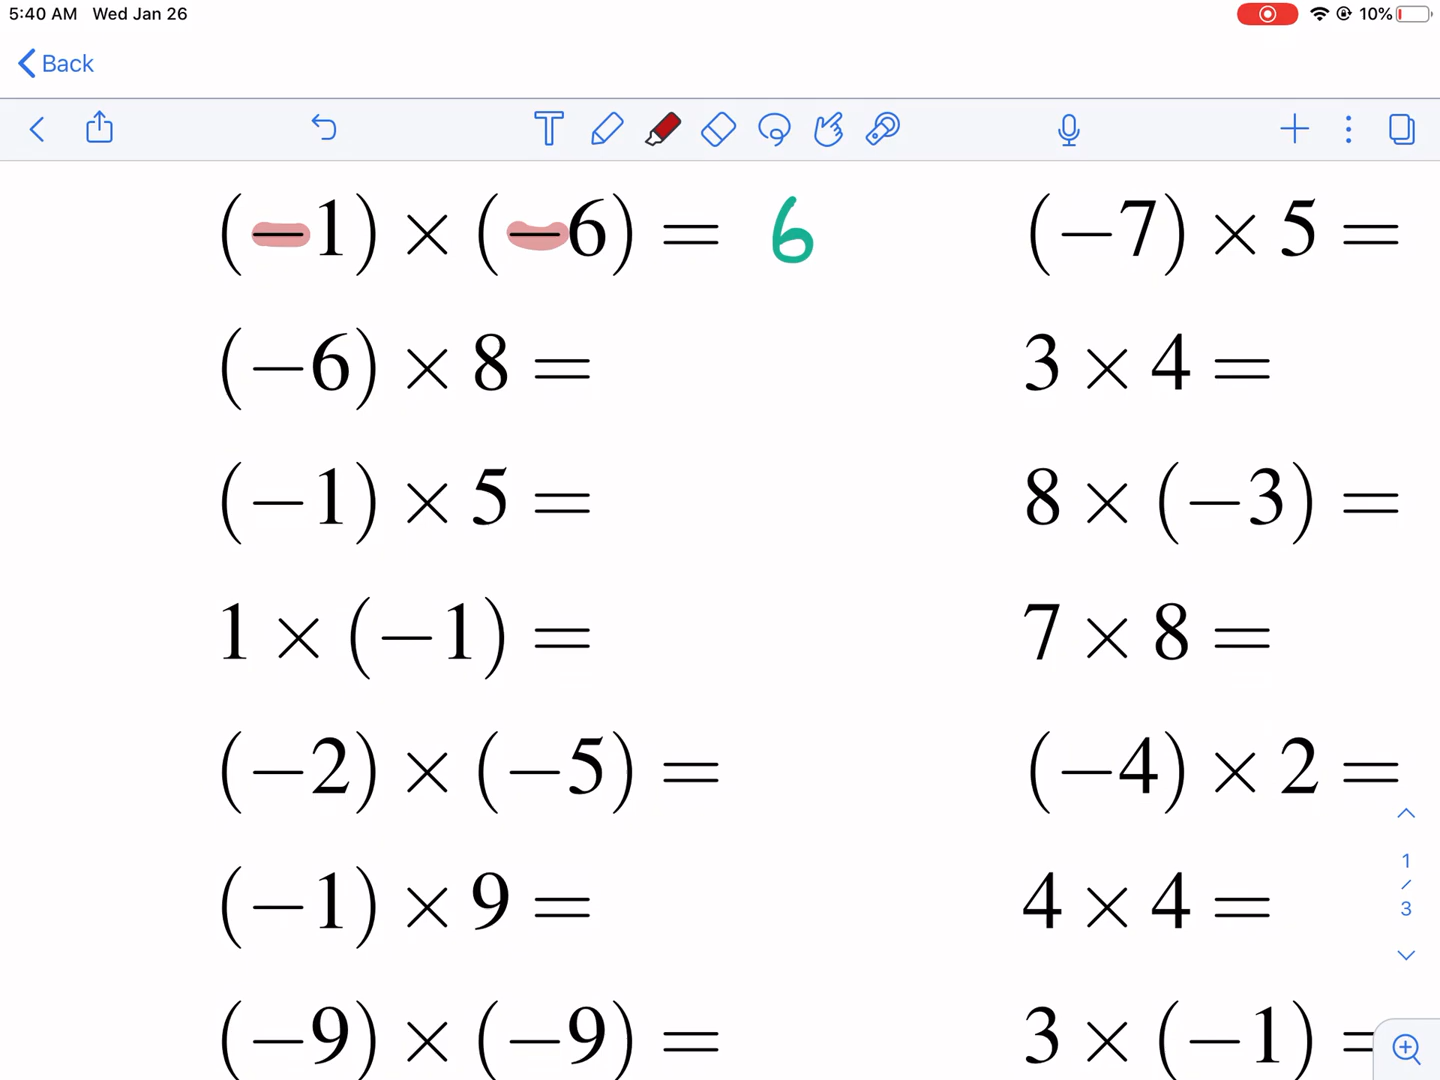 5:40 AM Wed Jan 26 10%
Back
(−1) × (−6) = 6
(−6) × 8 =
(−1) × 5 =
1 × (−1) =
(−2) × (−5) =
(−1) × 9 =
(−9) × (−9) =
(−7) × 5 =
3 × 4 =
8 × (−3) =
7 × 8 =
(−4) × 2 =
4 × 4 =
3 × (−1) =
1
/
3